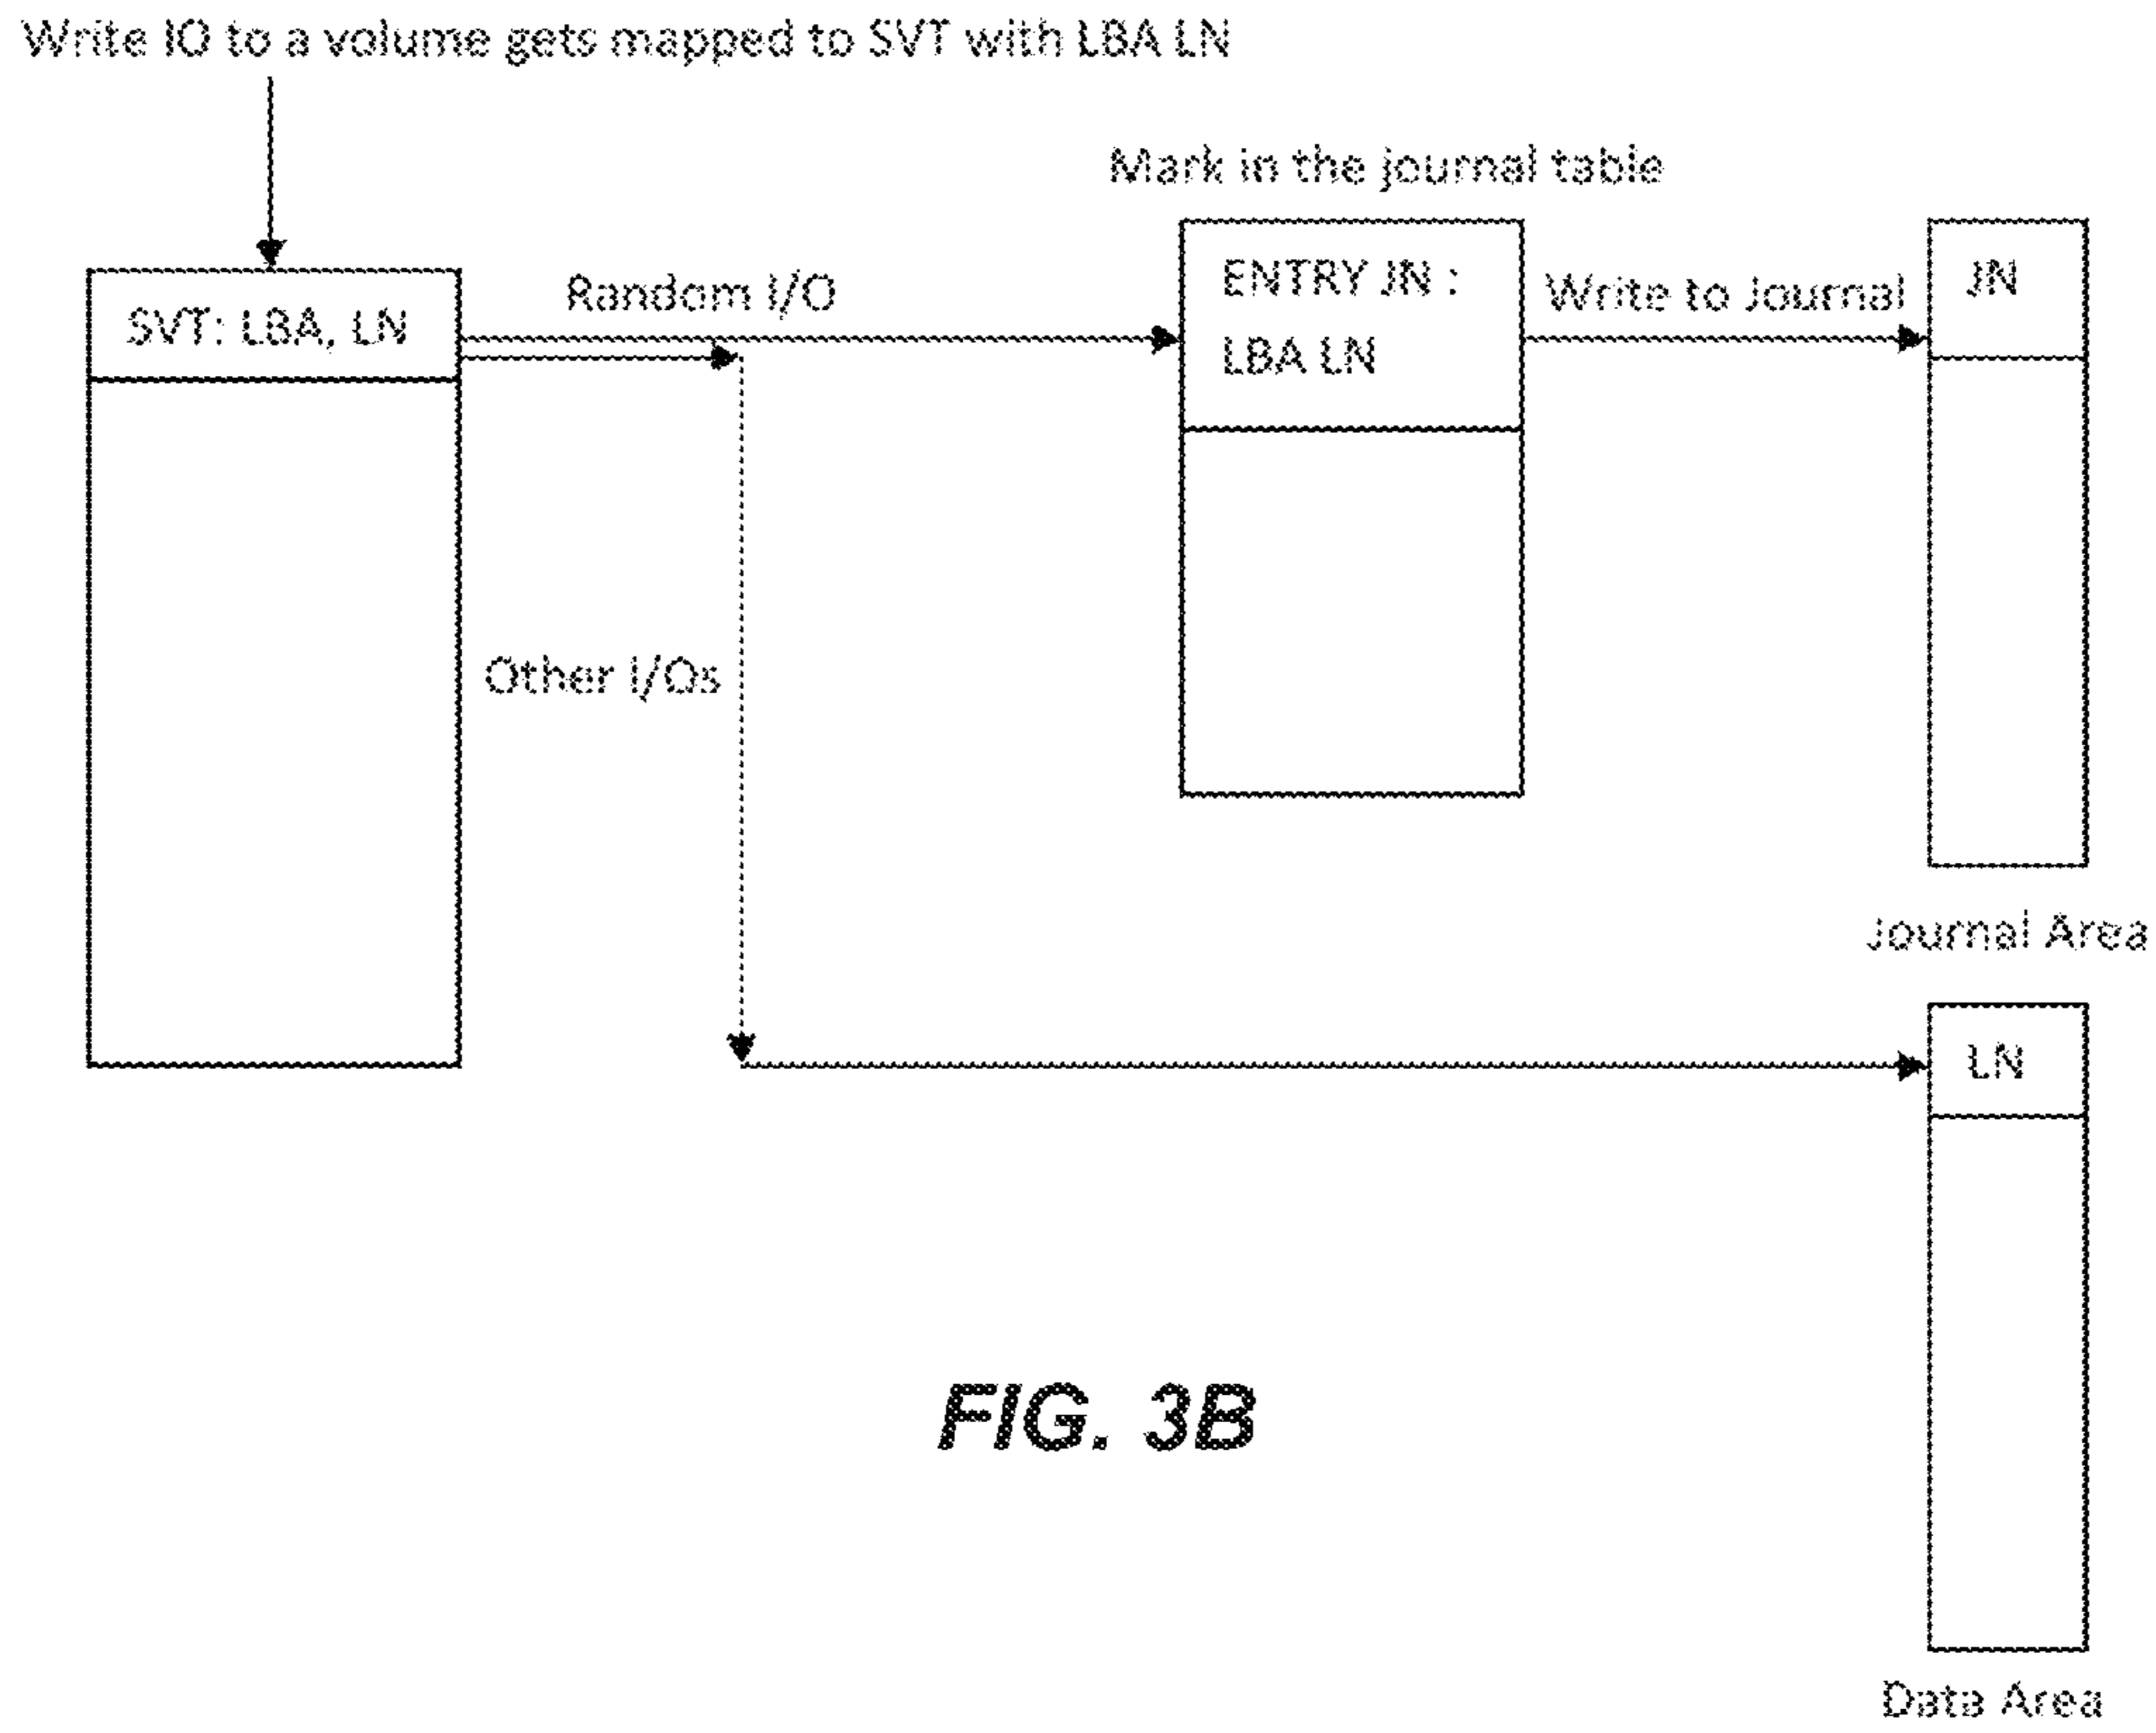 Write IO to a volume gets mapped to SVT with LBA LN
Mark in the journal table
SVT: LBA, LN
Random I/O
ENTRY JN :
LBA LN
Write to Journal
JN
Other I/Os
Journal Area
LN
FIG. 3B
Data Area